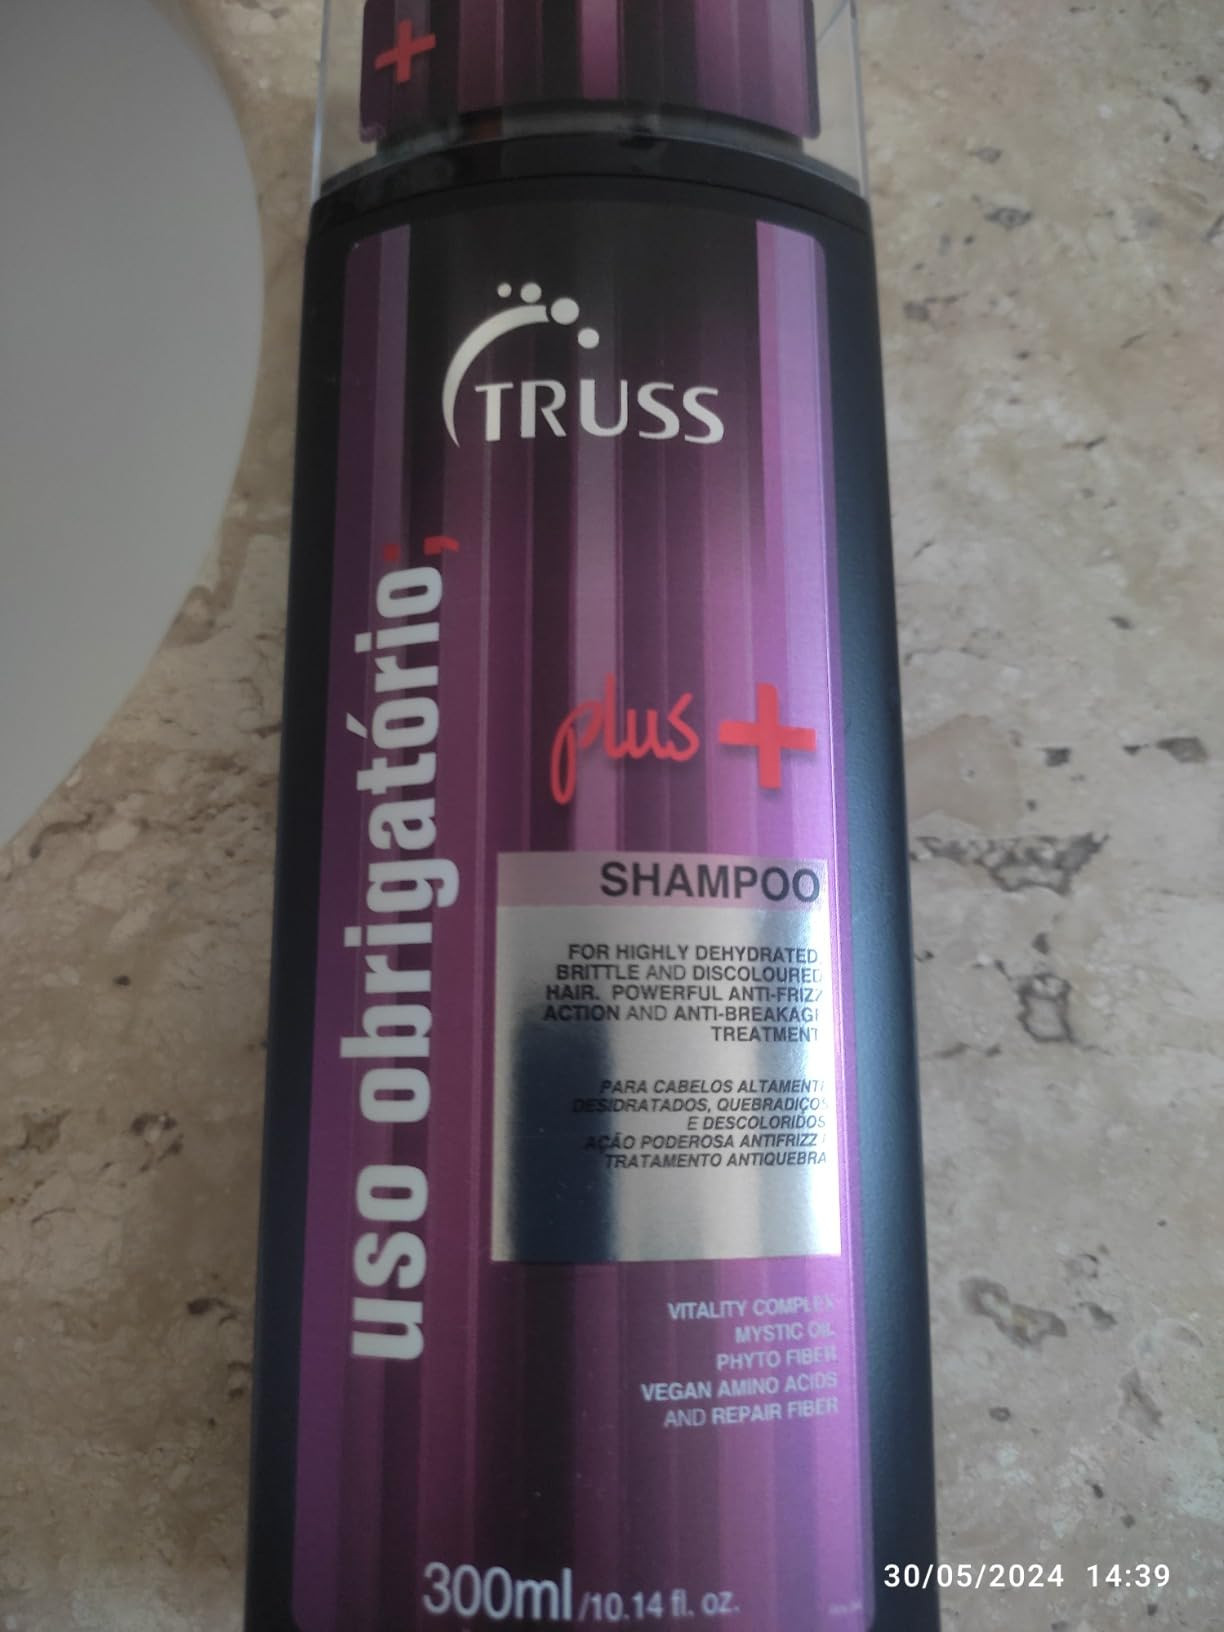 +
TRUSS
uso obrigatório;
plus +
SHAMPOO
FOR HIGHLY DEHYDRATED,
BRITTLE AND DISCOLOURED
HAIR. POWERFUL ANTI-FRIZZ
ACTION AND ANTI-BREAKAGE
TREATMENT
PARA CABELOS ALTAMENTE
DESIDRATADOS, QUEBRADIÇOS
E DESCOLORIDOS
AÇÃO PODEROSA ANTIFRIZZ E
TRATAMENTO ANTIQUEBRA
VITALITY COMPLEX
MYSTIC OIL
PHYTO FIBER
VEGAN AMINO ACIDS
AND REPAIR FIBER
300ml/10.14 fl. oz.
30/05/2024 14:39